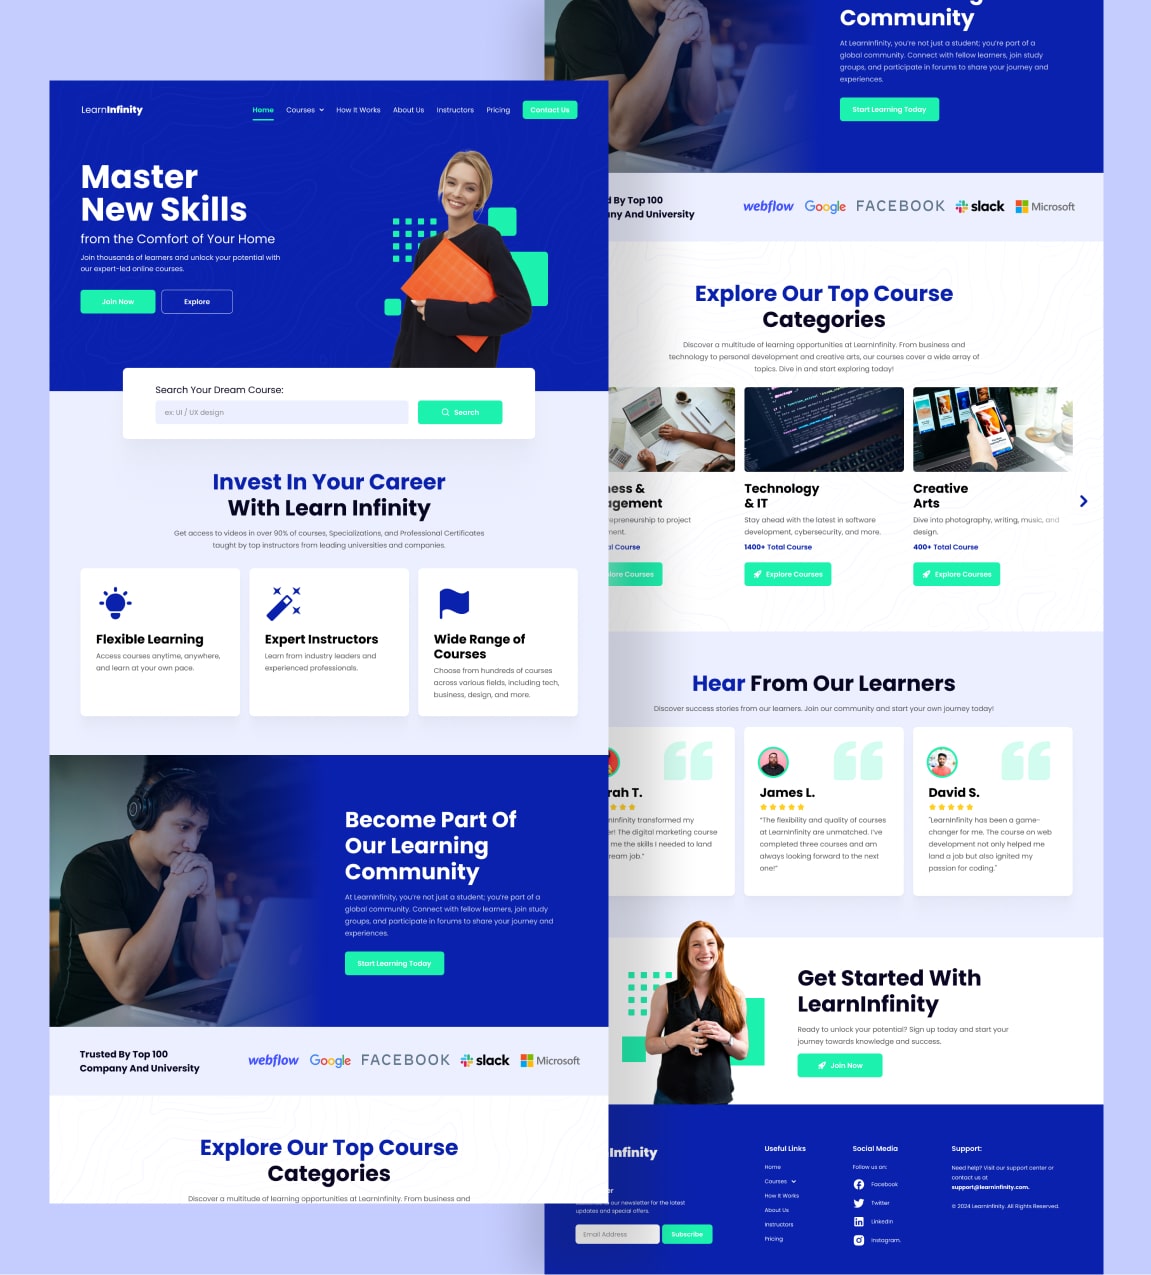 LearnInfinity
Home
Courses
How It Works
About Us
Instructors
Pricing
Contact Us
Master
New Skills
from the Comfort of Your Home
Join thousands of learners and unlock your potential with
our expert-led online courses.
Join Now
Explore
Search Your Dream Course:
ex: UI / UX design
Search
Invest In Your Career
With Learn Infinity
Get access to videos in over 90% of courses, Specializations, and Professional Certificates
taught by top instructors from leading universities and companies.
Flexible Learning
Access courses anytime, anywhere,
and learn at your own pace.
Expert Instructors
Learn from industry leaders and
experienced professionals.
Wide Range of
Courses
Choose from hundreds of courses
across various fields, including tech,
business, design, and more.
Become Part Of
Our Learning
Community
At LearnInfinity, you're not just a student; you're part of a
global community. Connect with fellow learners, join study
groups, and participate in forums to share your journey and
experiences.
Start Learning Today
Trusted By Top 100
Company And University
webflow
Google
FACEBOOK
slack
Microsoft
Explore Our Top Course
Categories
Discover a multitude of learning opportunities at LearnInfinity. From business and
Community
At LearnInfinity, you're not just a student; you're part of a
global community. Connect with fellow learners, join study
groups, and participate in forums to share your journey and
experiences.
Start Learning Today
d By Top 100
ny And University
webflow
Google
FACEBOOK
slack
Microsoft
Explore Our Top Course
Categories
Discover a multitude of learning opportunities at LearnInfinity. From business and
technology to personal development and creative arts, our courses cover a wide array of
topics. Dive in and start exploring today!
ness &
agement
epreneurship to project
ment.
al Course
lore Courses
Technology
& IT
Stay ahead with the latest in software
development, cybersecurity, and more.
1400+ Total Course
Explore Courses
Creative
Arts
Dive into photography, writing, music, and
design.
400+ Total Course
Explore Courses
Hear From Our Learners
Discover success stories from our learners. Join our community and start your own journey today!
rah T.
rnInfinity transformed my
er! The digital marketing course
me the skills I needed to land
ream job."
James L.
"The flexibility and quality of courses
at LearnInfinity are unmatched. I've
completed three courses and am
always looking forward to the next
one!"
David S.
"LearnInfinity has been a game-
changer for me. The course on web
development not only helped me
land a job but also ignited my
passion for coding."
Get Started With
LearnInfinity
Ready to unlock your potential? Sign up today and start your
journey towards knowledge and success.
Join Now
Infinity
er
o our newsletter for the latest
updates and special offers.
Email Address
Subscribe
Useful Links
Home
Courses
How It Works
About Us
Instructors
Pricing
Social Media
Follow us on:
Facebook
Twitter
Linkedin
Instagram.
Support:
Need help? Visit our support center or
contact us at
support@learninfinity.com.
© 2024 LearnInfinity. All Rights Reserved.